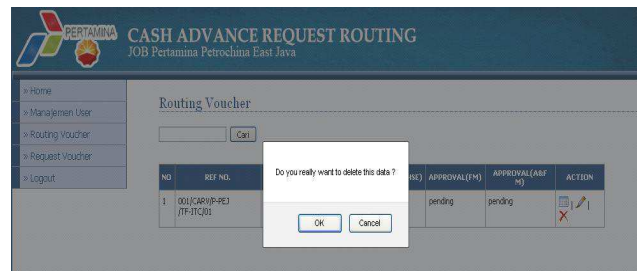 PERTAMINA
CASH ADVANCE REQUEST ROUTING
JOB Pertamina Petrochina East Java
» Home
» Manajemen User
» Routing Voucher
» Request Voucher
» Logout
Routing Voucher
Cari
Do you really want to delete this data ?
OK Cancel
NO REF NO. APPROVAL(FM) APPROVAL(A&F M) ACTION
1 001/CARV/P-PEJ pending pending
/TF-ITC/01